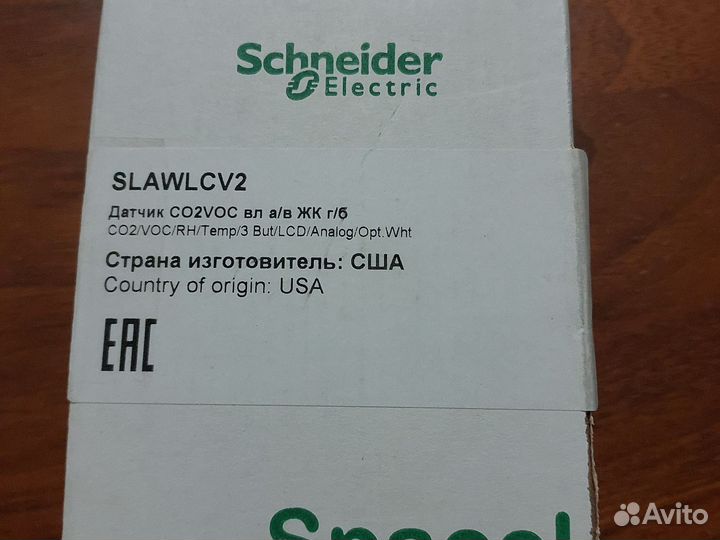 Schneider
Electric
SLAWLCV2
Датчик CO2VOC вл а/в ЖК г/б
CO2/VOC/RH/Temp/3 But/LCD/Analog/Opt.Wht
Страна изготовитель: США
Country of origin: USA
EAC
Avito